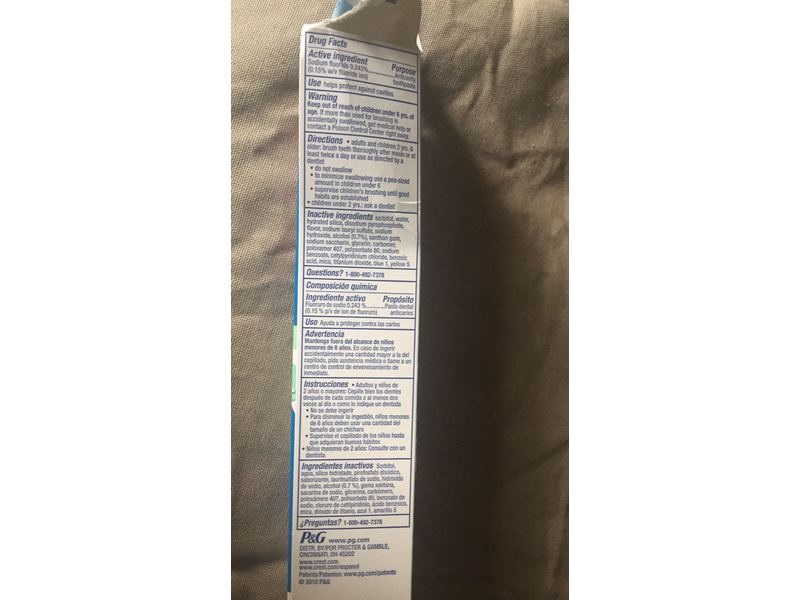 Drug Facts
Active ingredient Purpose
Sodium fluoride 0.243% Anticavity
(0.15% w/v fluoride ion) toothpaste
Use helps protect against cavities
Warning
Keep out of reach of children under 6 yrs. of
age. If more than used for brushing is
accidentally swallowed, get medical help or
contact a Poison Control Center right away.
Directions • adults and children 2 yrs. &
older: brush teeth thoroughly after meals or at
least twice a day or use as directed by a
dentist
• do not swallow
• to minimize swallowing use a pea-sized
amount in children under 6
• supervise children's brushing until good
habits are established
• children under 2 yrs.: ask a dentist
Inactive ingredients sorbitol, water,
hydrated silica, disodium pyrophosphate,
flavor, sodium lauryl sulfate, sodium
hydroxide, alcohol (0.7%), xanthan gum,
sodium saccharin, glycerin, carbomer,
poloxamer 407, polysorbate 80, sodium
benzoate, cetylpyridinium chloride, benzoic
acid, mica, titanium dioxide, blue 1, yellow 5
Questions? 1-800-492-7378
Composición química
Ingrediente activo Propósito
Fluoruro de sodio 0.243 %....Pasta dental
(0.15 % p/v de ion de fluoruro) anticaries
Uso Ayuda a proteger contra las caries
Advertencia
Mantenga fuera del alcance de niños
menores de 6 años. En caso de ingerir
accidentalmente una cantidad mayor a la del
cepillado, pida asistencia médica o llame a un
centro de control de envenenamiento de
inmediato.
Instrucciones • Adultos y niños de
2 años o mayores: Cepille bien los dientes
después de cada comida o al menos dos
veces al día o como lo indique un dentista
• No se debe ingerir
• Para disminuir la ingestión, niños menores
de 6 años deben usar una cantidad del
tamaño de un chícharo
• Supervise el cepillado de los niños hasta
que adquieran buenos hábitos
• Niños menores de 2 años: Consulte con un
dentista
Ingredientes inactivos Sorbitol,
agua, sílice hidratado, pirofosfato disódico,
saborizante, laurilsulfato de sodio, hidróxido
de sodio, alcohol (0.7 %), goma xantana,
sacarina de sodio, glicerina, carbómero,
poloxámero 407, polisorbato 80, benzoato de
sodio, cloruro de cetilpiridinio, ácido benzoico,
mica, dióxido de titanio, azul 1, amarillo 5
¿Preguntas? 1-800-492-7378
P&G www.pg.com
DISTR. BY/POR PROCTER & GAMBLE,
CINCINNATI, OH 45202
www.crest.com
www.crest.com/espanol
Patents/Patentes: www.pg.com/patents
© 2018 P&G